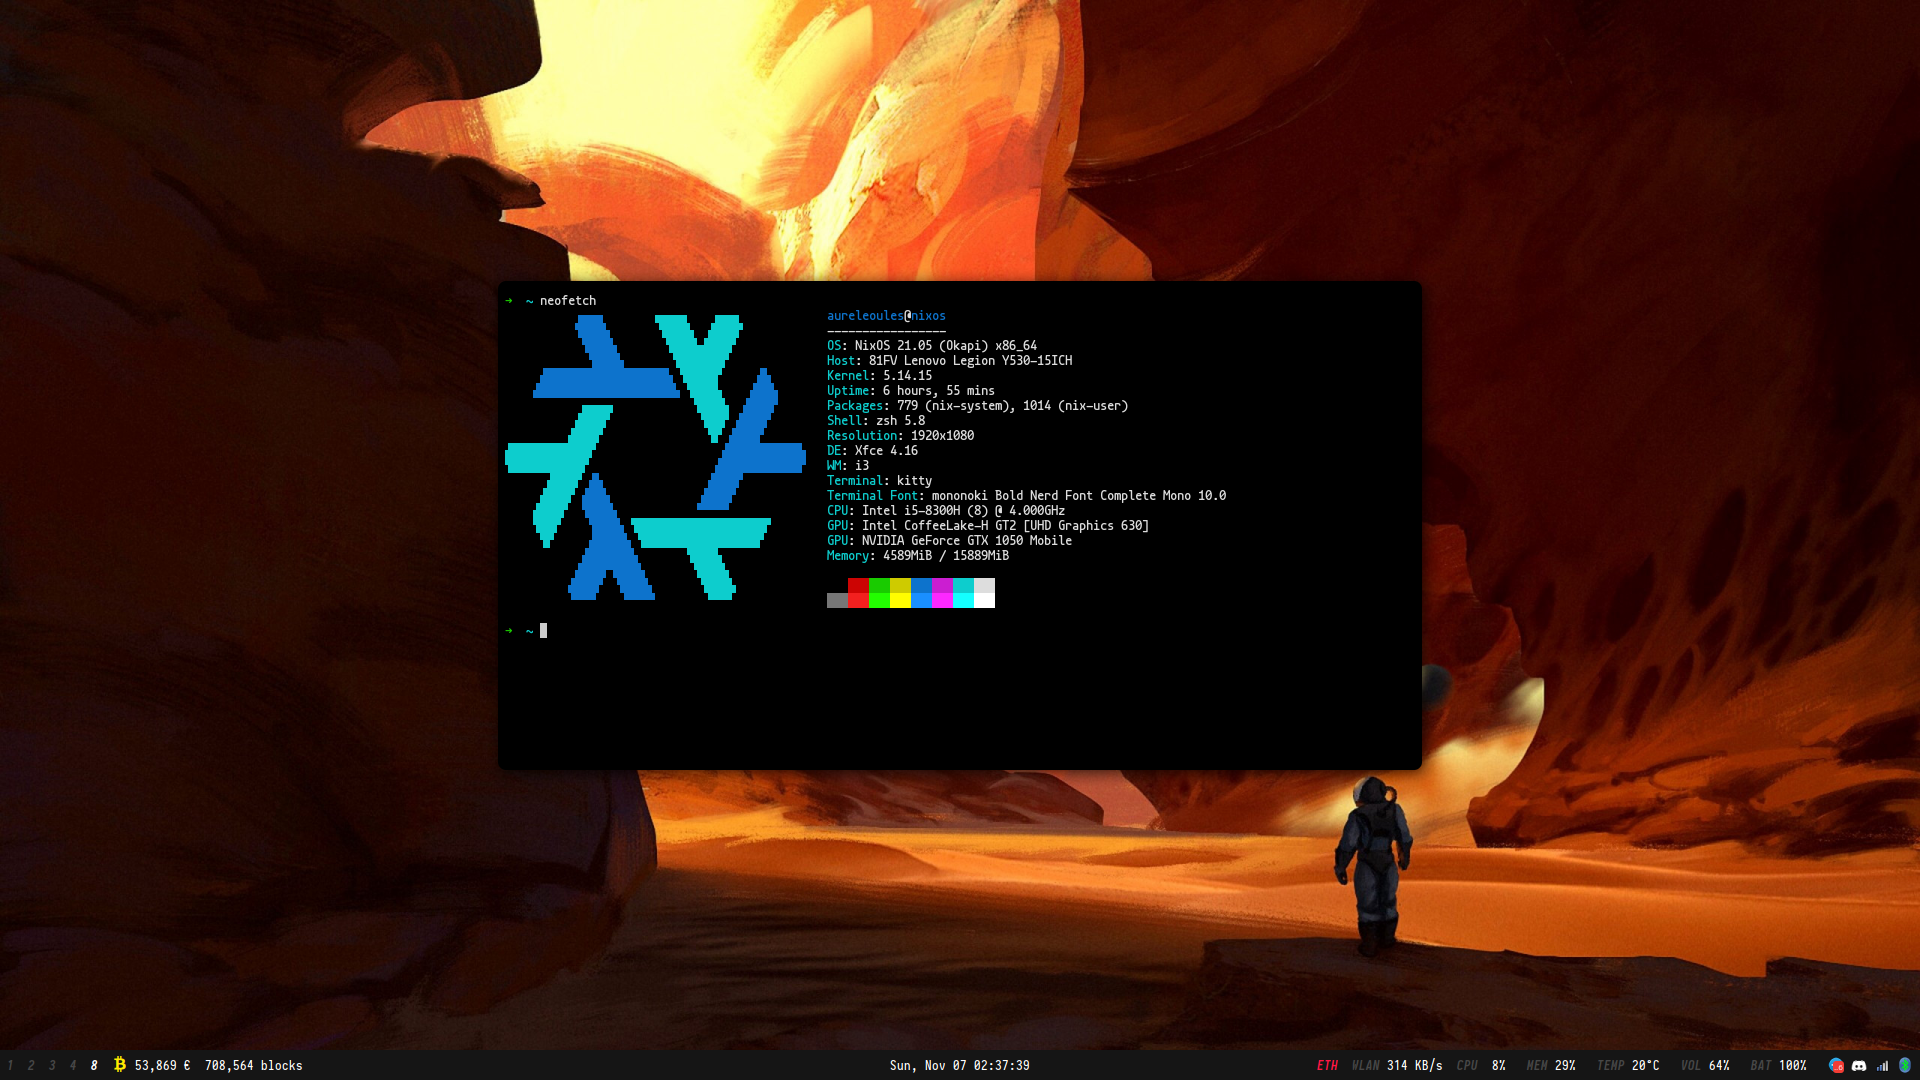 → ~ neofetch
aureleoules@nixos
-----------------
OS: NixOS 21.05 (Okapi) x86_64
Host: 81FV Lenovo Legion Y530-15ICH
Kernel: 5.14.15
Uptime: 6 hours, 55 mins
Packages: 779 (nix-system), 1014 (nix-user)
Shell: zsh 5.8
Resolution: 1920x1080
DE: Xfce 4.16
WM: i3
Terminal: kitty
Terminal Font: mononoki Bold Nerd Font Complete Mono 10.0
CPU: Intel i5-8300H (8) @ 4.000GHz
GPU: Intel CoffeeLake-H GT2 [UHD Graphics 630]
GPU: NVIDIA GeForce GTX 1050 Mobile
Memory: 4589MiB / 15889MiB
→ ~
1 2 3 4 8 ₿ 53,869 € 708,564 blocks Sun, Nov 07 02:37:39 ETH WLAN 314 KB/s CPU 8% MEM 29% TEMP 20°C VOL 64% BAT 100%